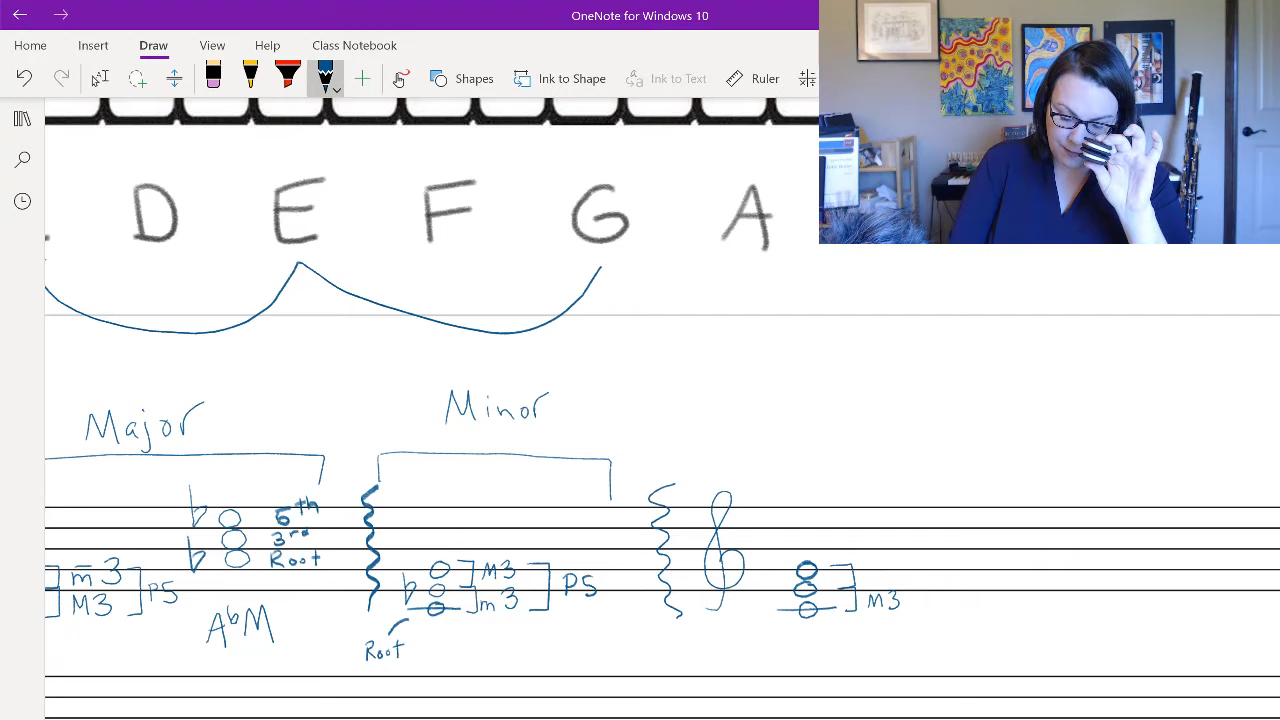 OneNote for Windows 10
Home Insert Draw View Help Class Notebook
Shapes Ink to Shape Ink to Text Ruler
D E F G A
Major Minor
5th
3rd
Root
m3
M3
P5
AbM
M3
m3
P5
Root
M3